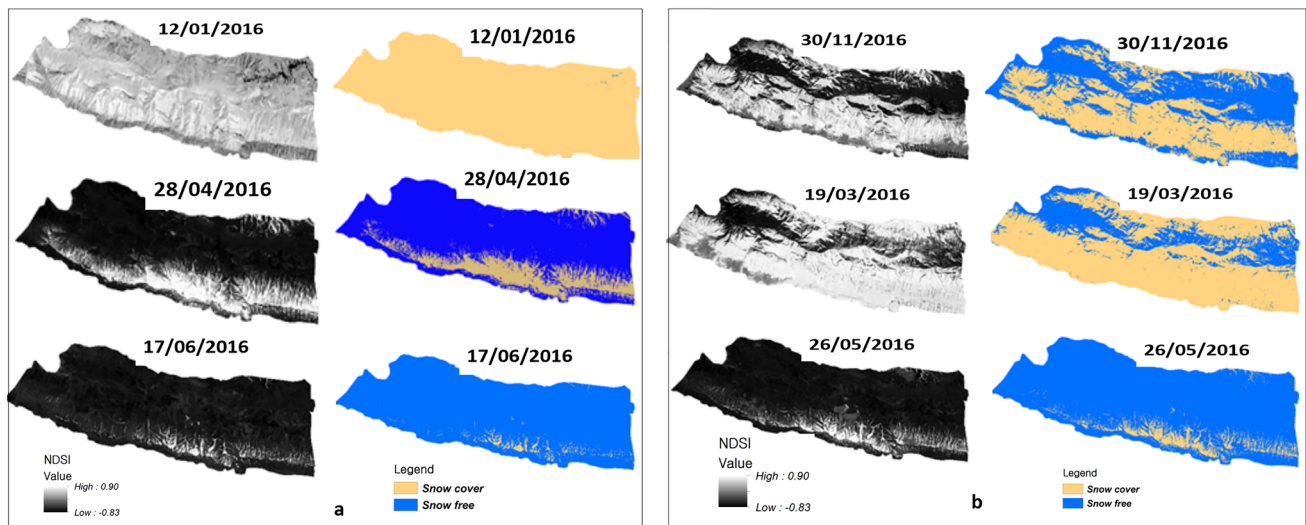 12/01/2016
12/01/2016
28/04/2016
28/04/2016
17/06/2016
17/06/2016
NDSI
Value
High : 0.90
Low : -0.83
Legend
Snow cover
Snow free
a
30/11/2016
30/11/2016
19/03/2016
19/03/2016
26/05/2016
26/05/2016
NDSI
Value
High : 0.90
Low : -0.83
Legend
Snow cover
Snow free
b